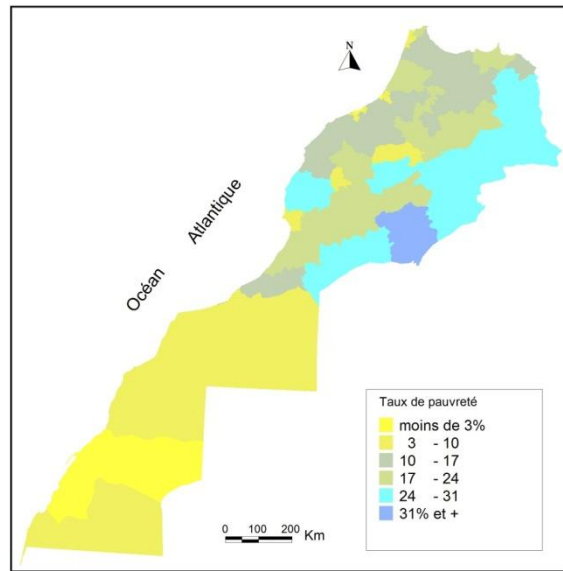 N
Océan Atlantique
Taux de pauvreté
moins de 3%
3 - 10
10 - 17
17 - 24
24 - 31
31% et +
0 100 200 Km